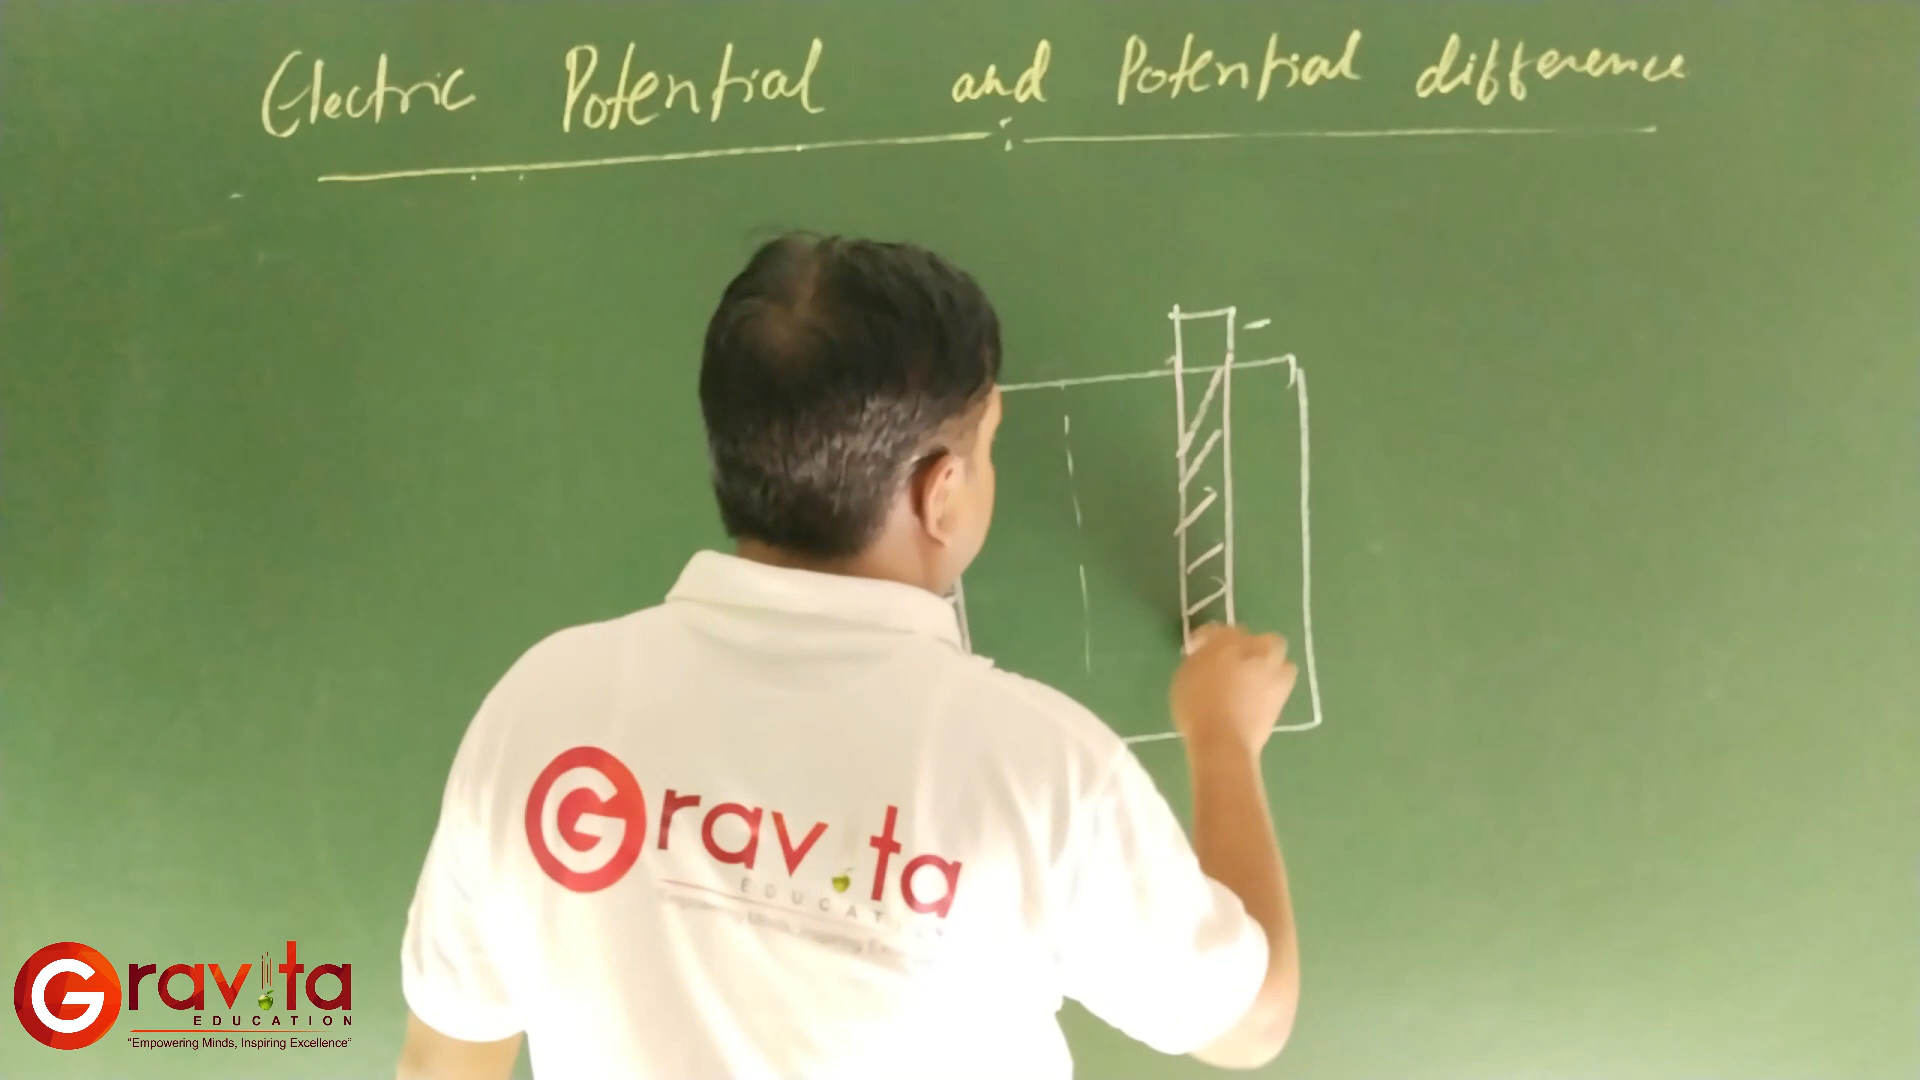 Electric Potential and Potential difference
-
Gravita
EDUCATION
Gravita
EDUCATION
"Empowering Minds, Inspiring Excellence"